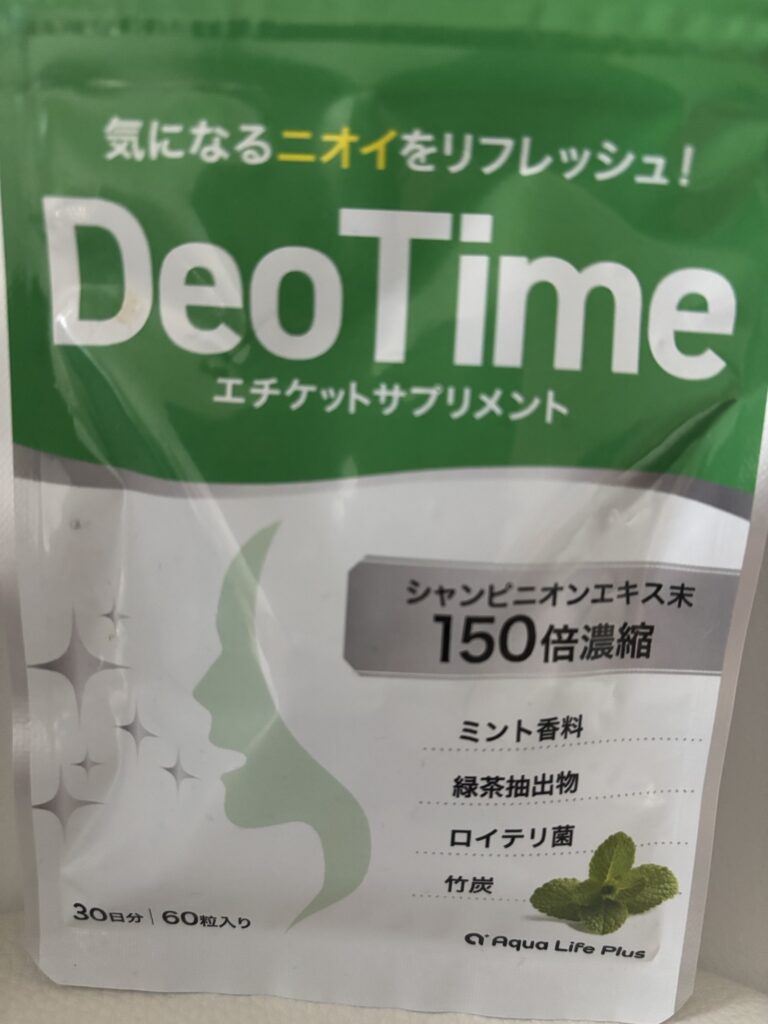 気になるニオイをリフレッシュ!
DeoTime
エチケットサプリメント
シャンピニオンエキス末
150倍濃縮
ミント香料
緑茶抽出物
ロイテリ菌
竹炭
30日分 | 60粒入り
Aqua Life Plus